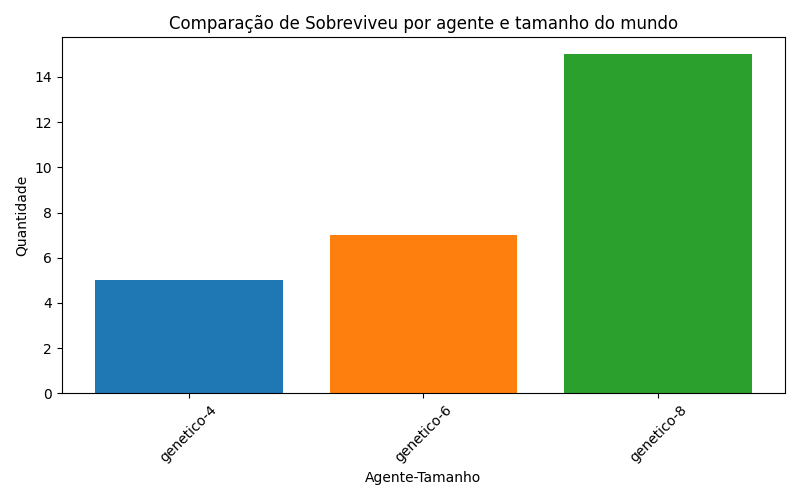 Comparação de Sobreviveu por agente e tamanho do mundo
Quantidade
14
12
10
8
6
4
2
0
genetico-4
genetico-6
genetico-8
Agente-Tamanho